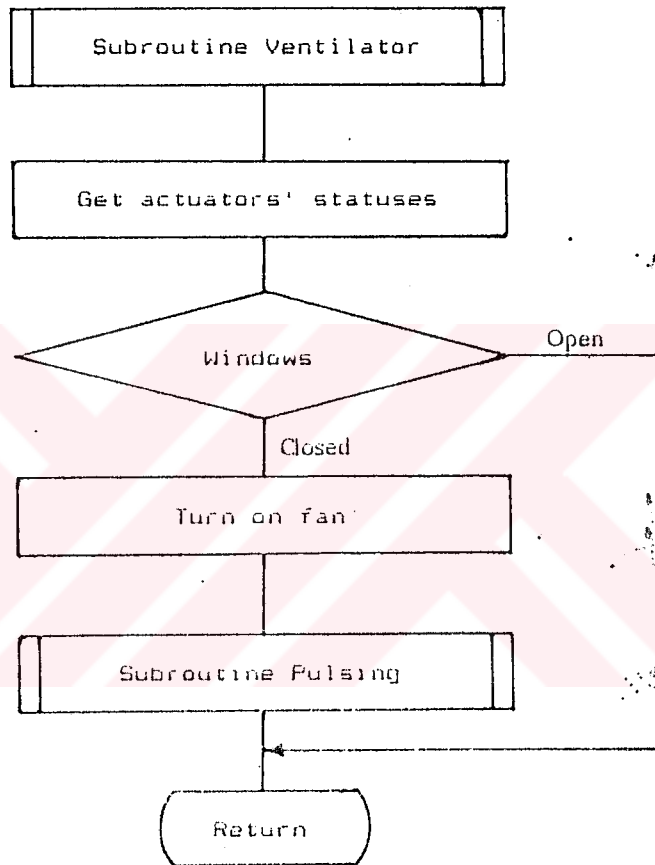 Subroutine Ventilator
Get actuators' statuses
Windows
Open
Closed
Turn on fan
Subroutine Pulsing
Return